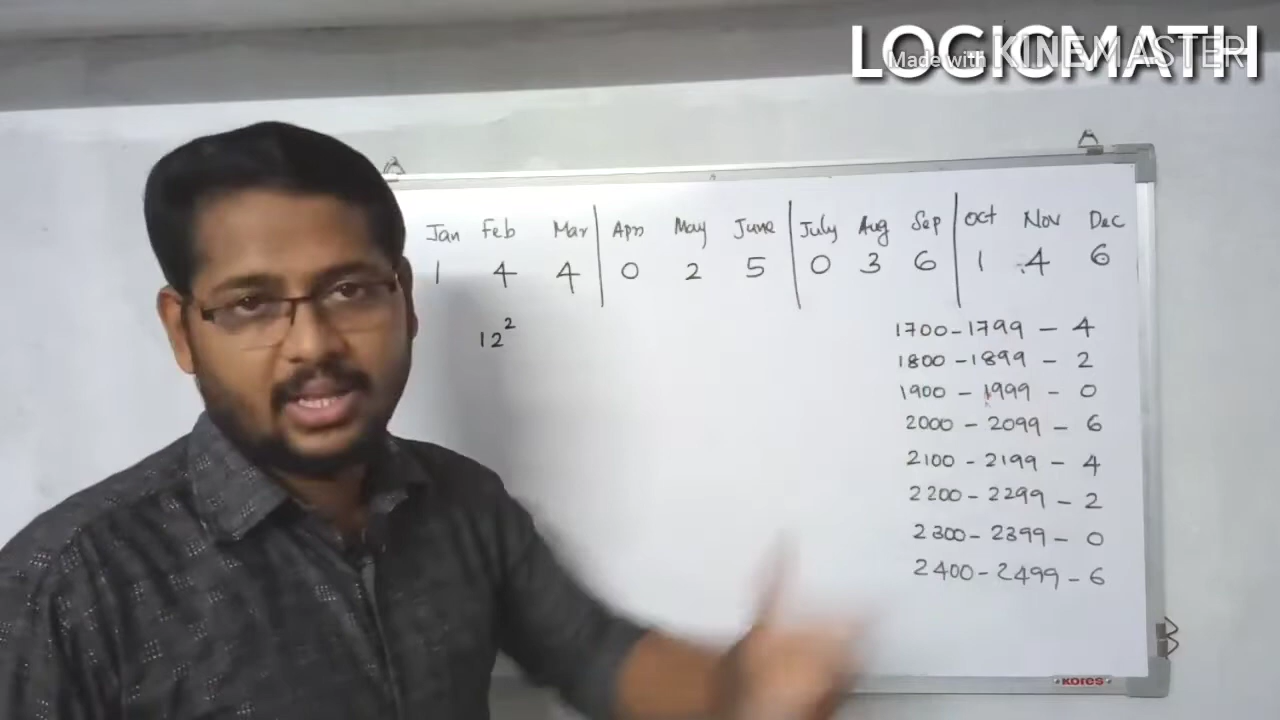 LOGICMATH
Made with KINEMASTER
Jan Feb Mar Apr May June July Aug Sep Oct Nov Dec
1 4 4 0 2 5 0 3 6 1 4 6
12²
1700-1799 - 4
1800-1899 - 2
1900-1999 - 0
2000-2099 - 6
2100-2199 - 4
2200-2299 - 2
2300-2399 - 0
2400-2499 - 6
KORES